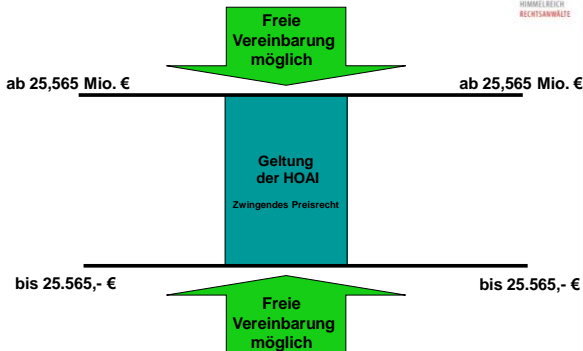 HIMMELREICH
RECHTSANWÄLTE
Freie
Vereinbarung
möglich
ab 25,565 Mio. €
ab 25,565 Mio. €
Geltung
der HOAI
Zwingendes Preisrecht
bis 25.565,- €
bis 25.565,- €
Freie
Vereinbarung
möglich